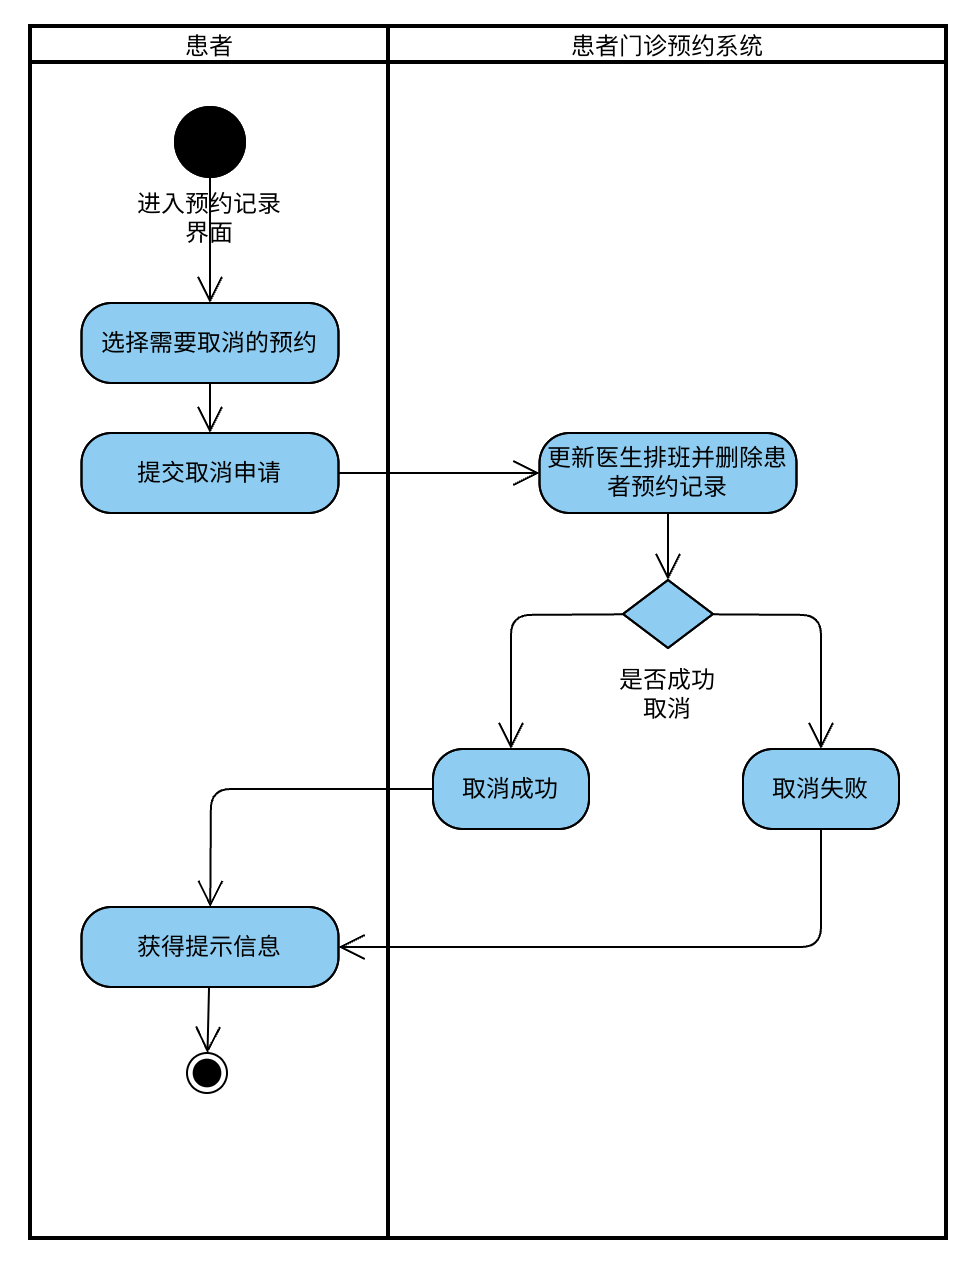 患者
患者门诊预约系统
进入预约记录
界面
选择需要取消的预约
提交取消申请
更新医生排班并删除患
者预约记录
是否成功
取消
取消成功
取消失败
获得提示信息